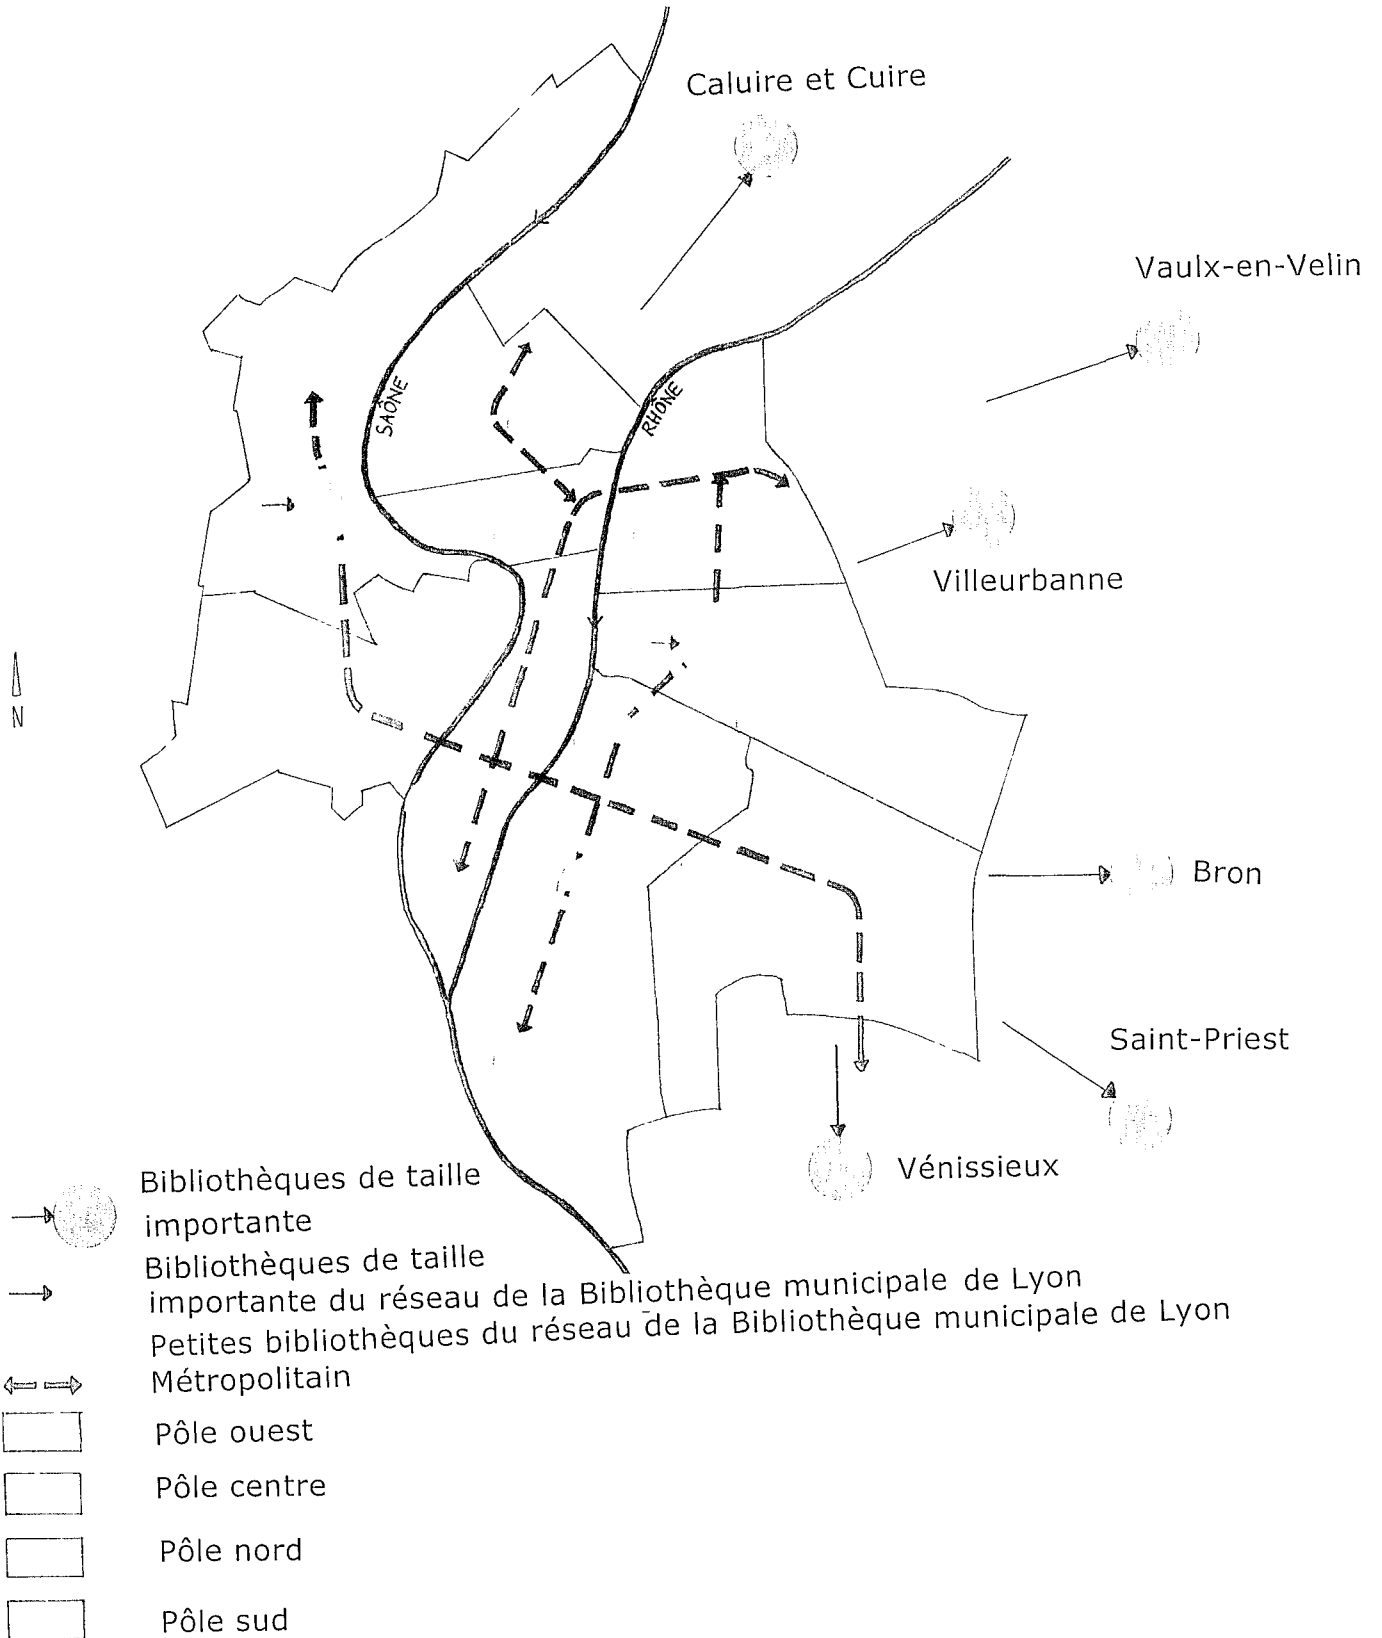 Caluire et Cuire
Vaulx-en-Velin
SAÔNE
RHÔNE
Villeurbanne
N
Bron
Saint-Priest
Vénissieux
Bibliothèques de taille
importante
Bibliothèques de taille
importante du réseau de la Bibliothèque municipale de Lyon
Petites bibliothèques du réseau de la Bibliothèque municipale de Lyon
Métropolitain
Pôle ouest
Pôle centre
Pôle nord
Pôle sud